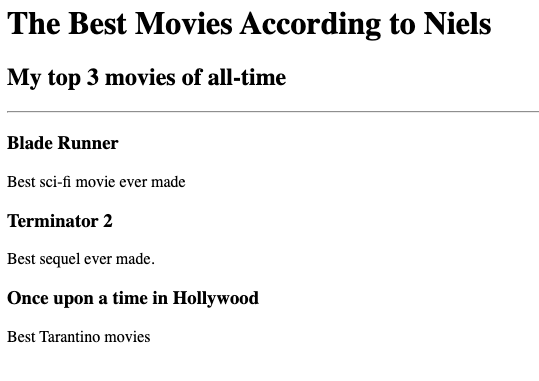 The Best Movies According to Niels
My top 3 movies of all-time
Blade Runner
Best sci-fi movie ever made
Terminator 2
Best sequel ever made.
Once upon a time in Hollywood
Best Tarantino movies